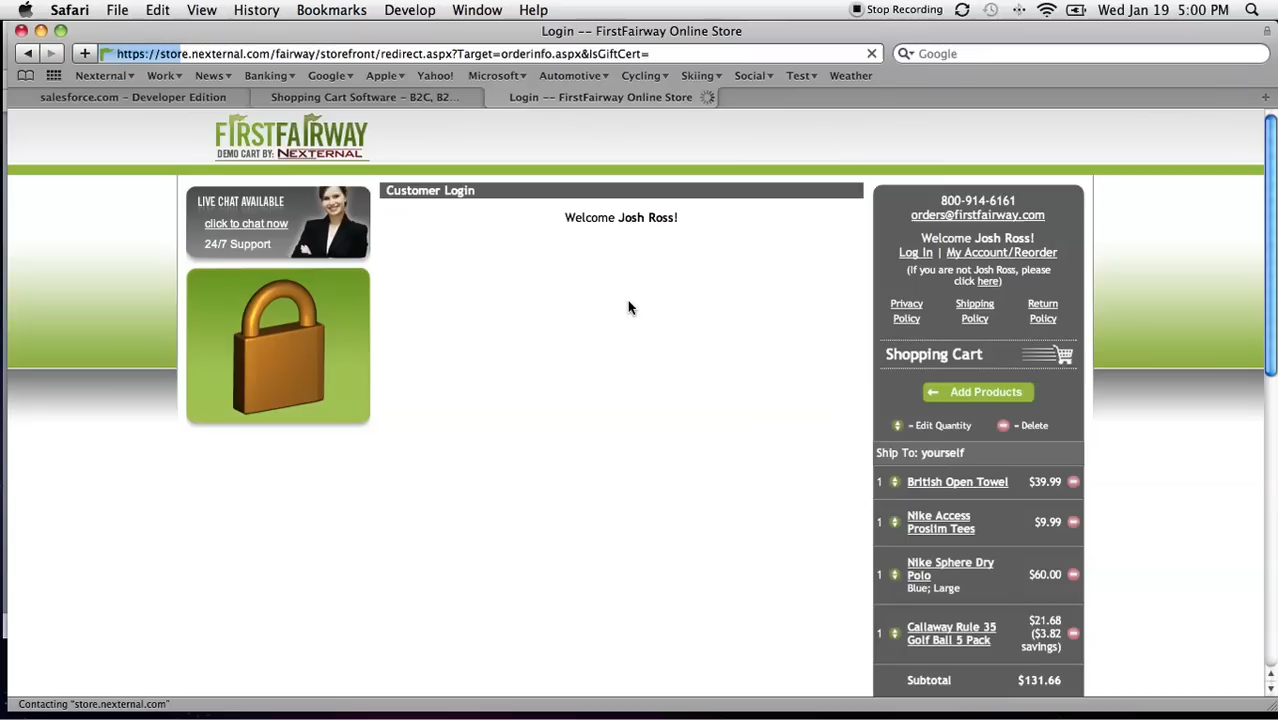 Safari File Edit View History Bookmarks Develop Window Help Stop Recording Wed Jan 19 5:00 PM
Login -- FirstFairway Online Store
https://store.nexternal.com/fairway/storefront/redirect.aspx?Target=orderinfo.aspx&IsGiftCert=
Google
Nexternal Work News Banking Google Apple Yahoo! Microsoft Automotive Cycling Skiing Social Test Weather
salesforce.com - Developer Edition
Shopping Cart Software - B2C, B2...
Login -- FirstFairway Online Store
FIRSTFAIRWAY
DEMO CART BY: NEXTERNAL
LIVE CHAT AVAILABLE
click to chat now
24/7 Support
Customer Login
Welcome Josh Ross!
800-914-6161
orders@firstfairway.com
Welcome Josh Ross!
Log In | My Account/Reorder
(If you are not Josh Ross, please
click here)
Privacy Shipping Return
Policy Policy Policy
Shopping Cart
Add Products
= Edit Quantity = Delete
Ship To: yourself
1 British Open Towel $39.99
1 Nike Access $9.99
Proslim Tees
1 Nike Sphere Dry $60.00
Polo
Blue; Large
1 Callaway Rule 35 $21.68
Golf Ball 5 Pack ($3.82
savings)
Subtotal $131.66
Contacting "store.nexternal.com"